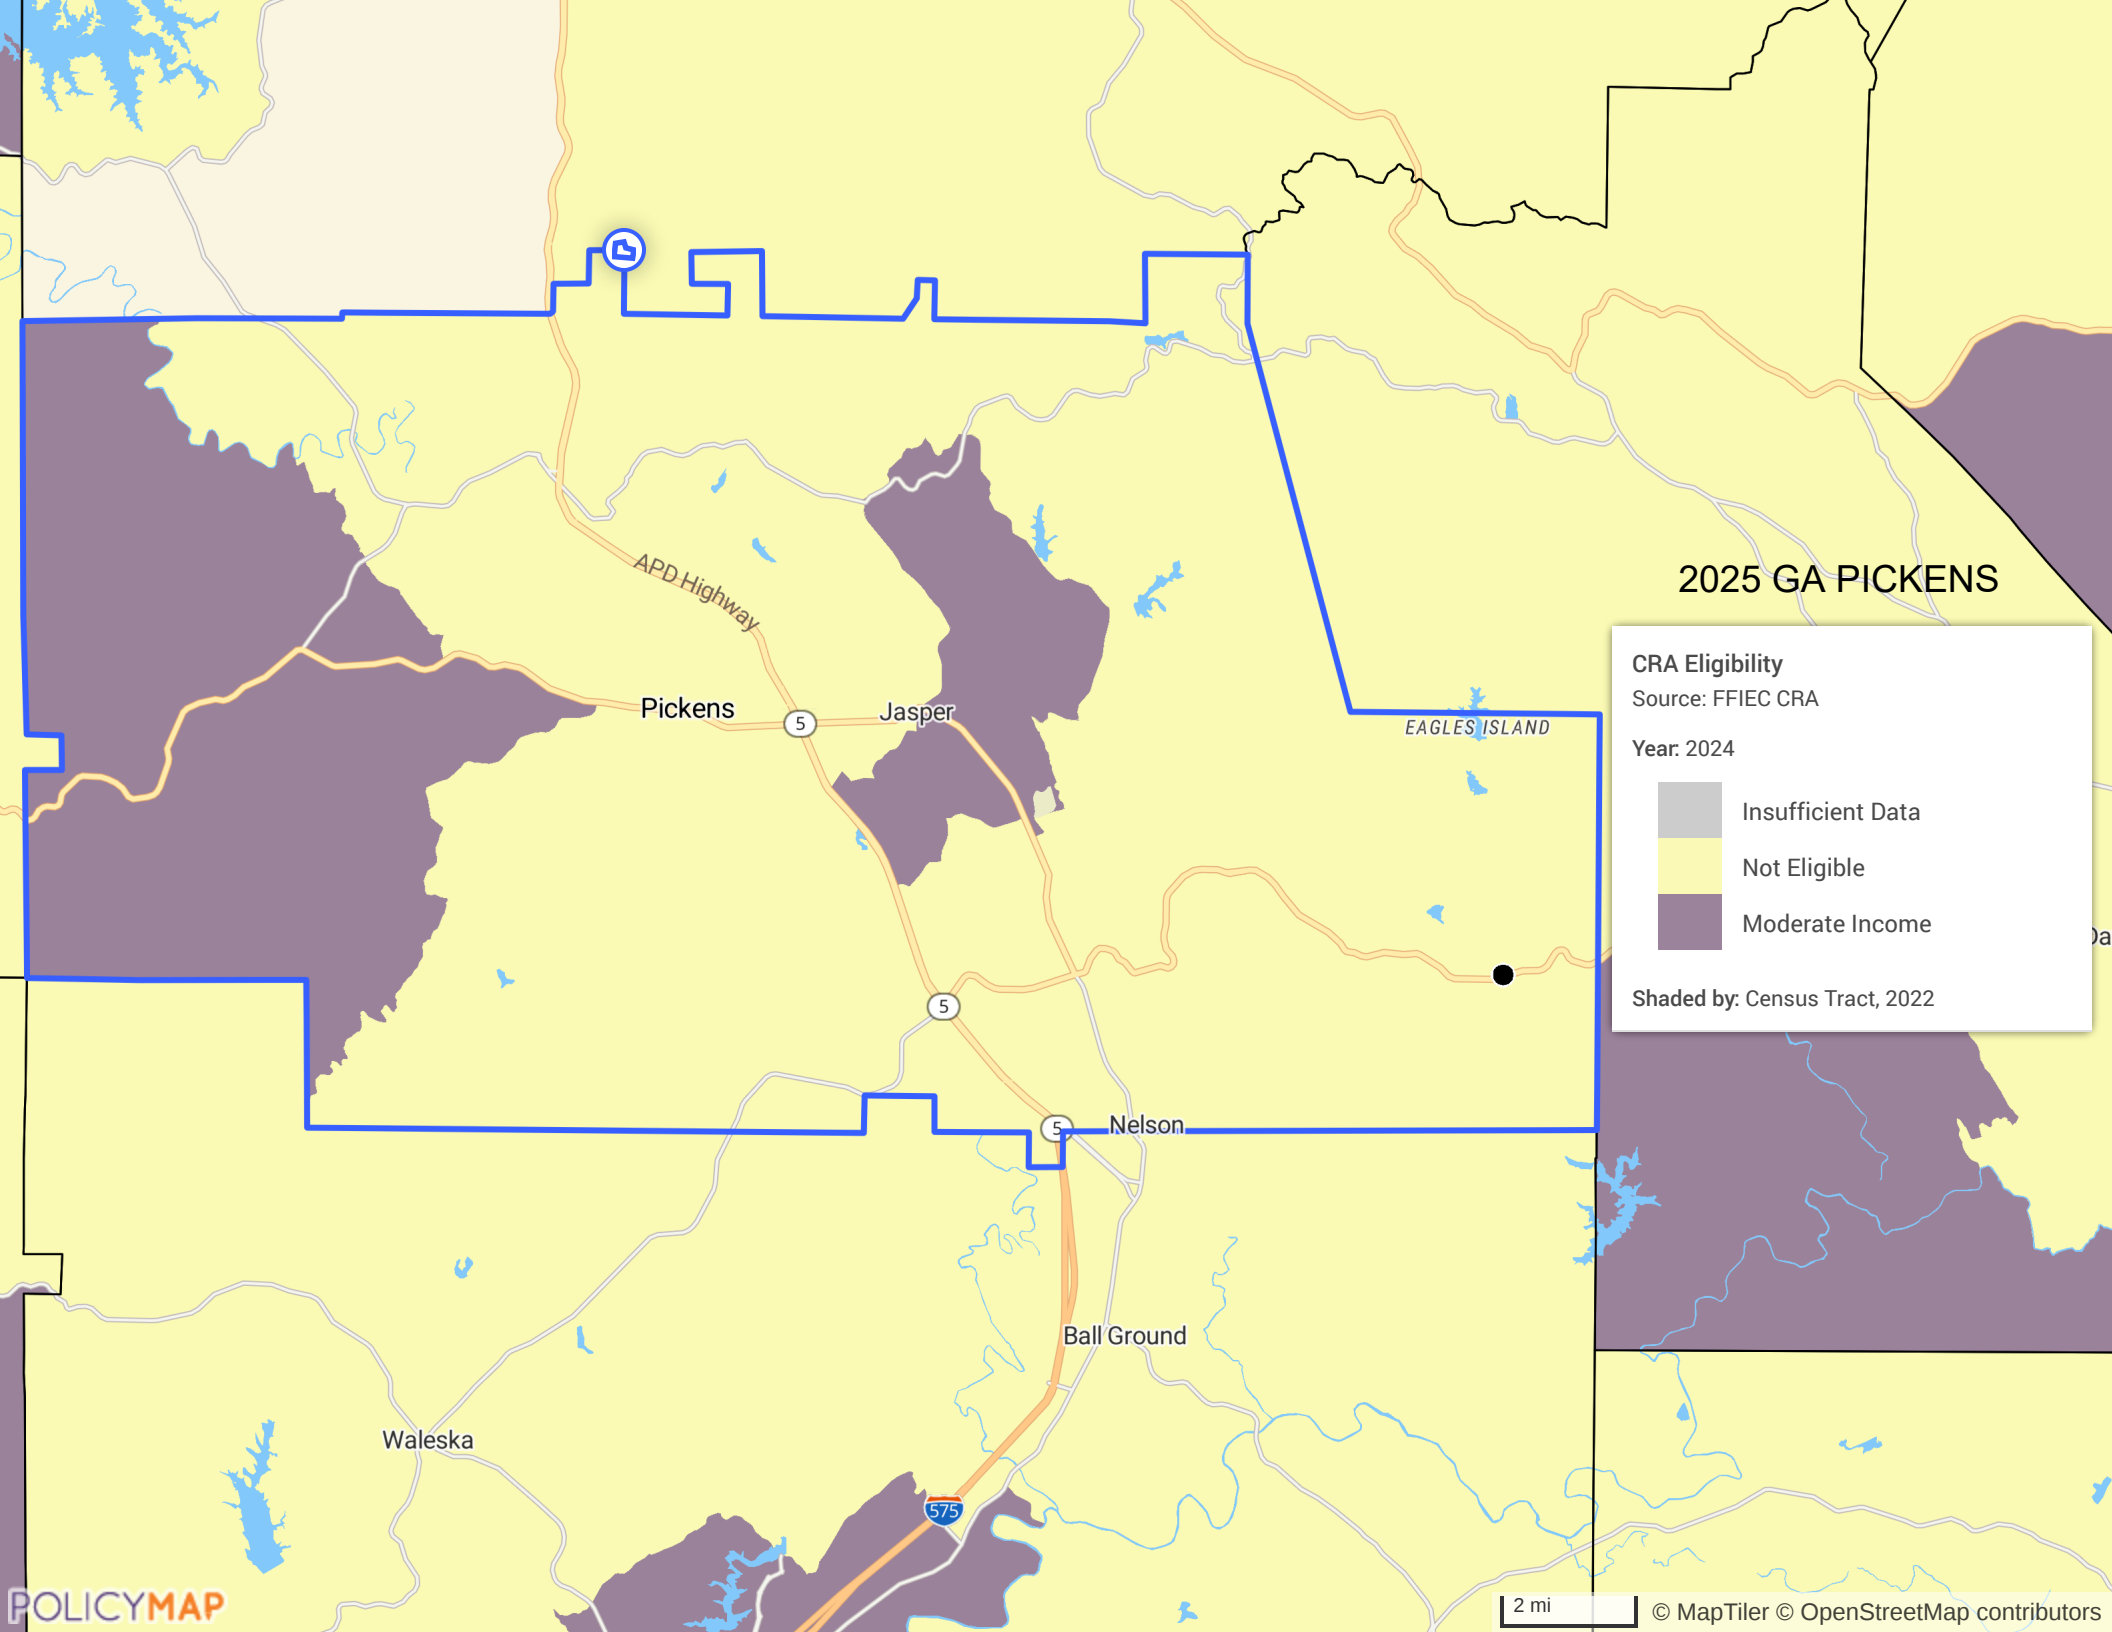 APD Highway
2025 GA PICKENS
CRA Eligibility
Source: FFIEC CRA
Pickens
Jasper
5
EAGLES ISLAND
Year: 2024
Insufficient Data
Not Eligible
Moderate Income
5
Shaded by: Census Tract, 2022
5
Nelson
Ball Ground
Waleska
575
POLICYMAP
2 mi
© MapTiler © OpenStreetMap contributors